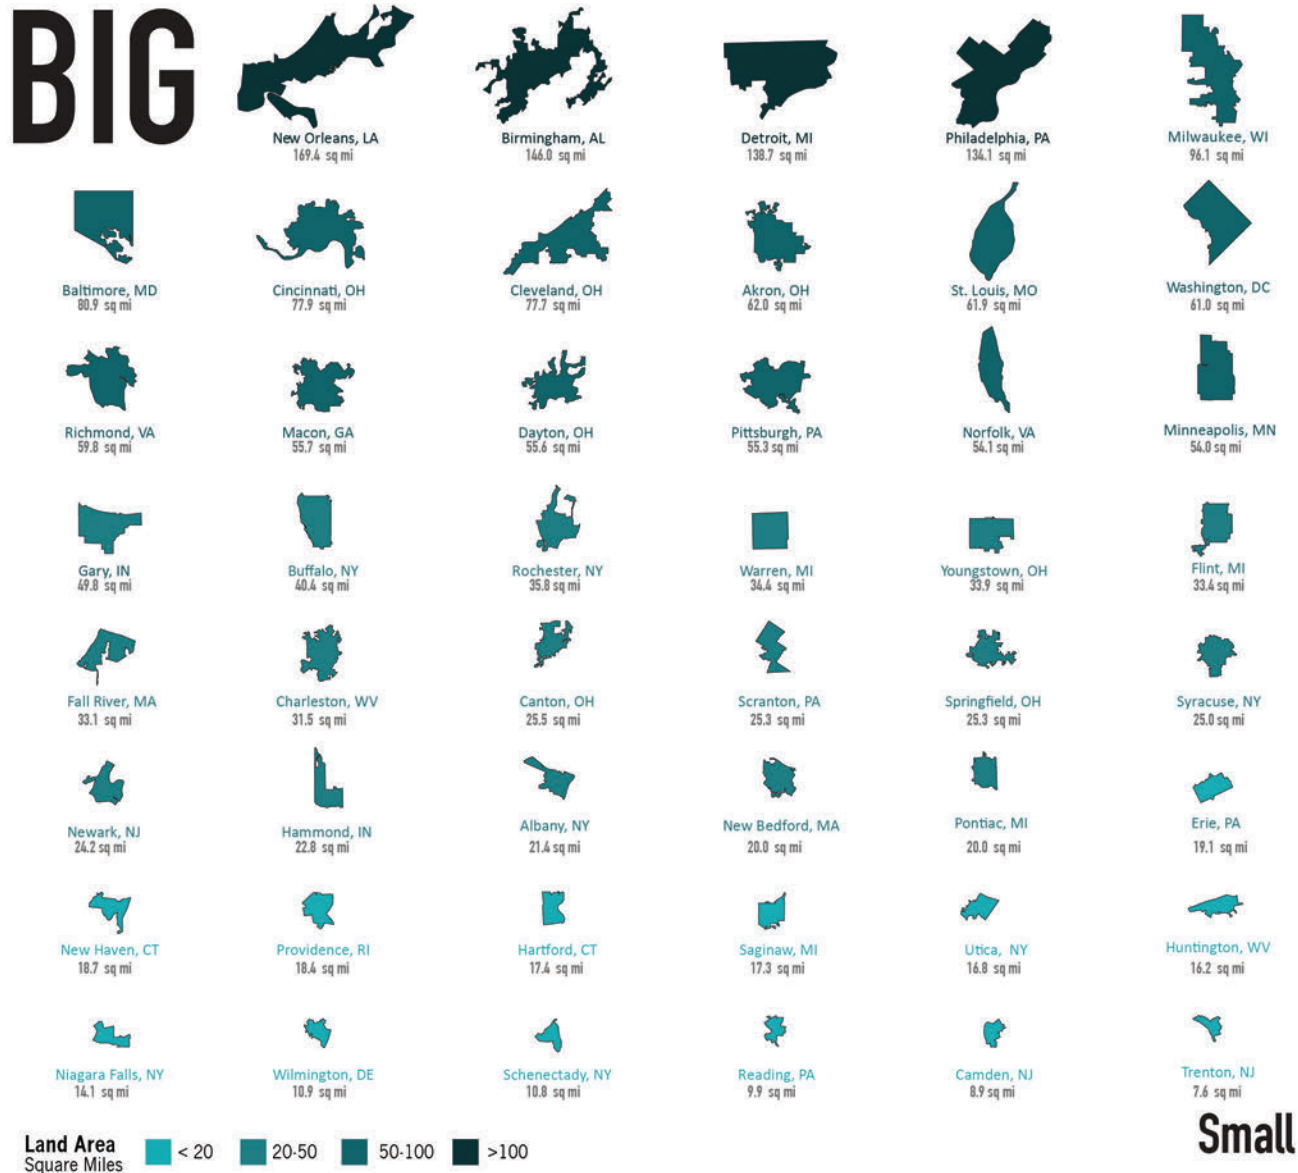 BIG
New Orleans, LA
169.4 sq mi
Birmingham, AL
146.0 sq mi
Detroit, MI
138.7 sq mi
Philadelphia, PA
134.1 sq mi
Milwaukee, WI
96.1 sq mi
Baltimore, MD
80.9 sq mi
Cincinnati, OH
77.9 sq mi
Cleveland, OH
77.7 sq mi
Akron, OH
62.0 sq mi
St. Louis, MO
61.9 sq mi
Washington, DC
61.0 sq mi
Richmond, VA
59.8 sq mi
Macon, GA
55.7 sq mi
Dayton, OH
55.6 sq mi
Pittsburgh, PA
55.3 sq mi
Norfolk, VA
54.1 sq mi
Minneapolis, MN
54.0 sq mi
Gary, IN
49.8 sq mi
Buffalo, NY
40.4 sq mi
Rochester, NY
35.8 sq mi
Warren, MI
34.4 sq mi
Youngstown, OH
33.9 sq mi
Flint, MI
33.4 sq mi
Fall River, MA
33.1 sq mi
Charleston, WV
31.5 sq mi
Canton, OH
25.5 sq mi
Scranton, PA
25.3 sq mi
Springfield, OH
25.3 sq mi
Syracuse, NY
25.0 sq mi
Newark, NJ
24.2 sq mi
Hammond, IN
22.8 sq mi
Albany, NY
21.4 sq mi
New Bedford, MA
20.0 sq mi
Pontiac, MI
20.0 sq mi
Erie, PA
19.1 sq mi
New Haven, CT
18.7 sq mi
Providence, RI
18.4 sq mi
Hartford, CT
17.4 sq mi
Saginaw, MI
17.3 sq mi
Utica, NY
16.8 sq mi
Huntington, WV
16.2 sq mi
Niagara Falls, NY
14.1 sq mi
Wilmington, DE
10.9 sq mi
Schenectady, NY
10.8 sq mi
Reading, PA
9.9 sq mi
Camden, NJ
8.9 sq mi
Trenton, NJ
7.6 sq mi
Small
Land Area
Square Miles
< 20
20-50
50-100
>100